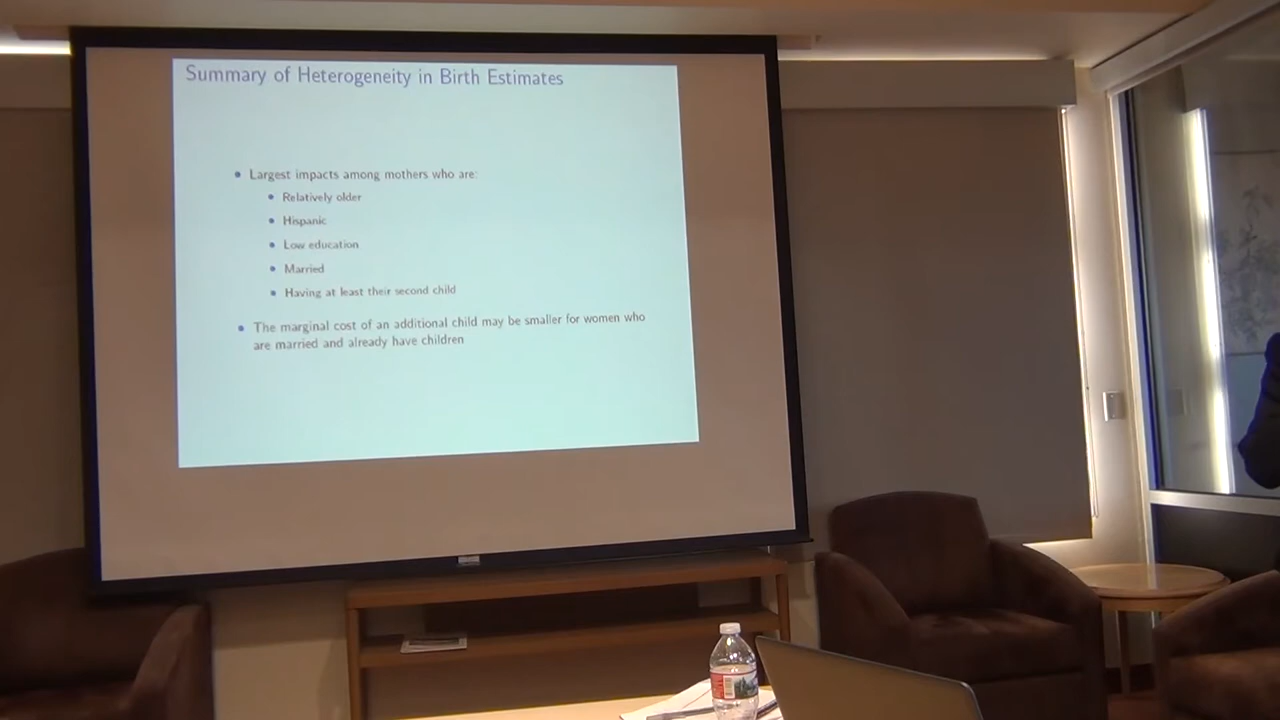 Summary of Heterogeneity in Birth Estimates
Largest impacts among mothers who are:
Relatively older
Hispanic
Low education
Married
Having at least their second child
The marginal cost of an additional child may be smaller for women who
are married and already have children